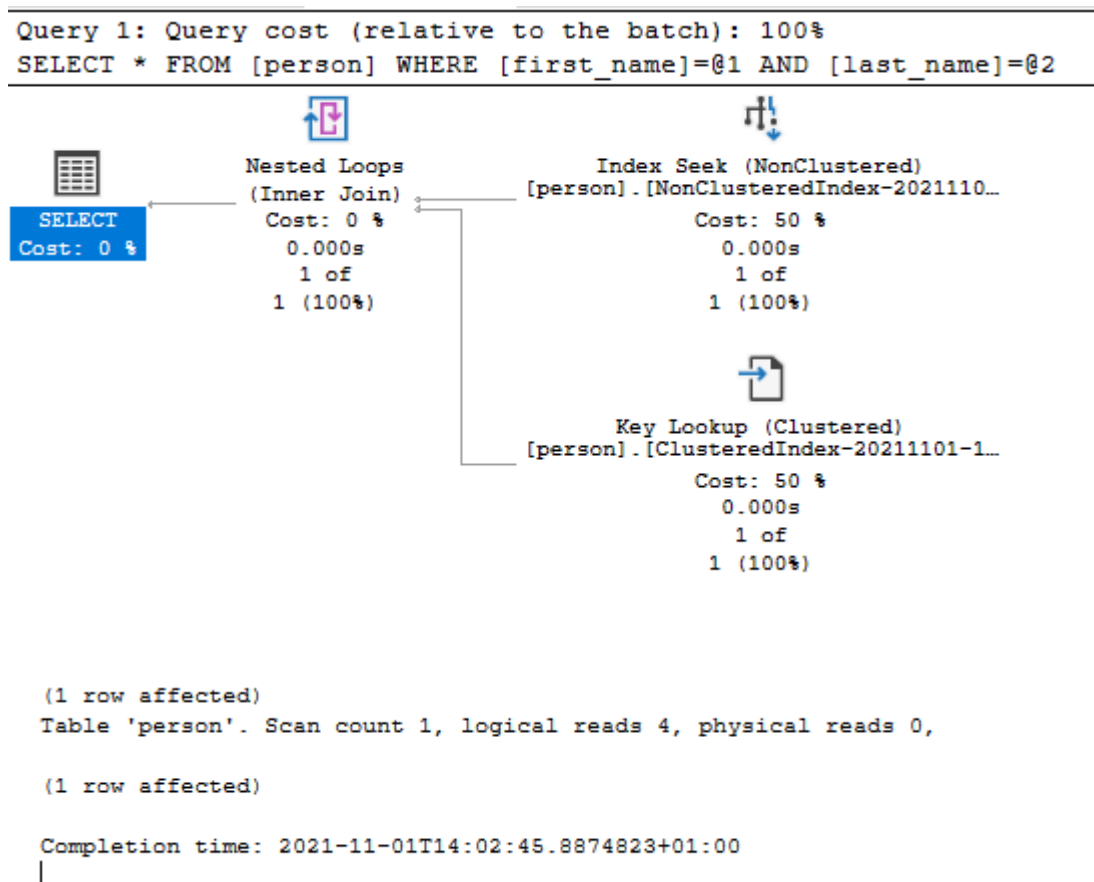 Query 1: Query cost (relative to the batch): 100%
SELECT * FROM [person] WHERE [first_name]=@1 AND [last_name]=@2
SELECT
Cost: 0 %
Nested Loops
(Inner Join)
Cost: 0 %
0.000s
1 of
1 (100%)
Index Seek (NonClustered)
[person].[NonClusteredIndex-2021110…
Cost: 50 %
0.000s
1 of
1 (100%)
Key Lookup (Clustered)
[person].[ClusteredIndex-20211101-1…
Cost: 50 %
0.000s
1 of
1 (100%)
(1 row affected)
Table 'person'. Scan count 1, logical reads 4, physical reads 0,
(1 row affected)
Completion time: 2021-11-01T14:02:45.8874823+01:00